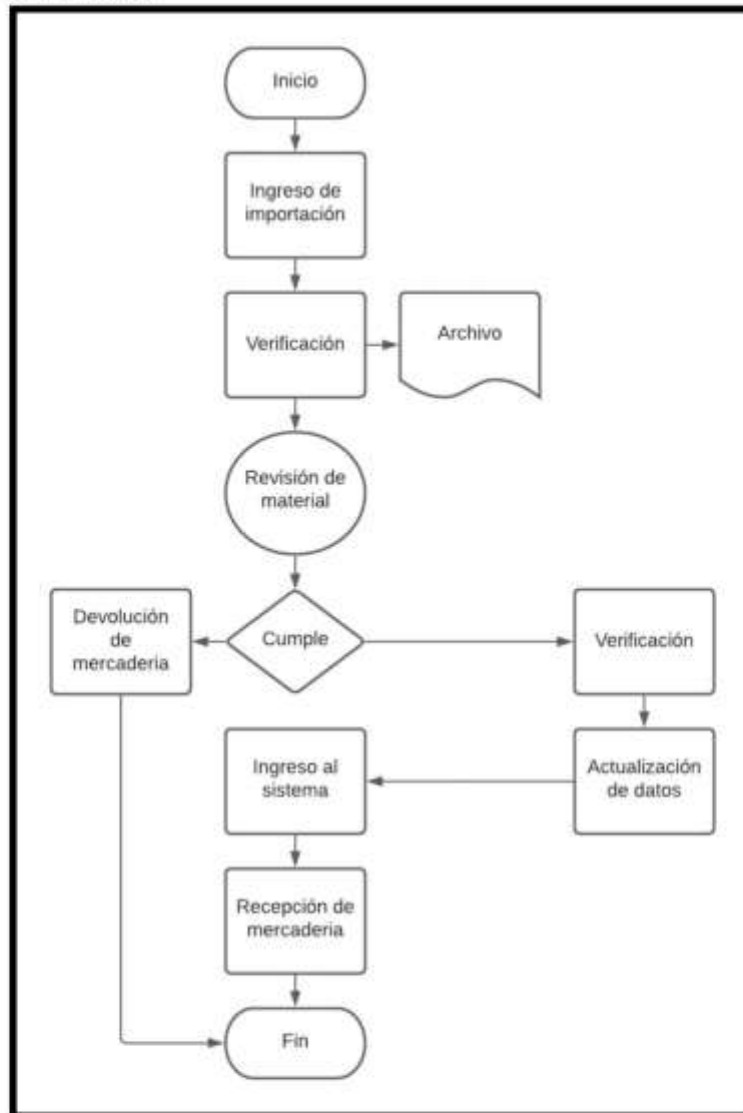 Inicio
Ingreso de
importación
Verificación
Archivo
Revisión de
material
Devolución
de
mercaderia
Cumple
Verificación
Ingreso al
sistema
Actualización
de datos
Recepción de
mercaderia
Fin